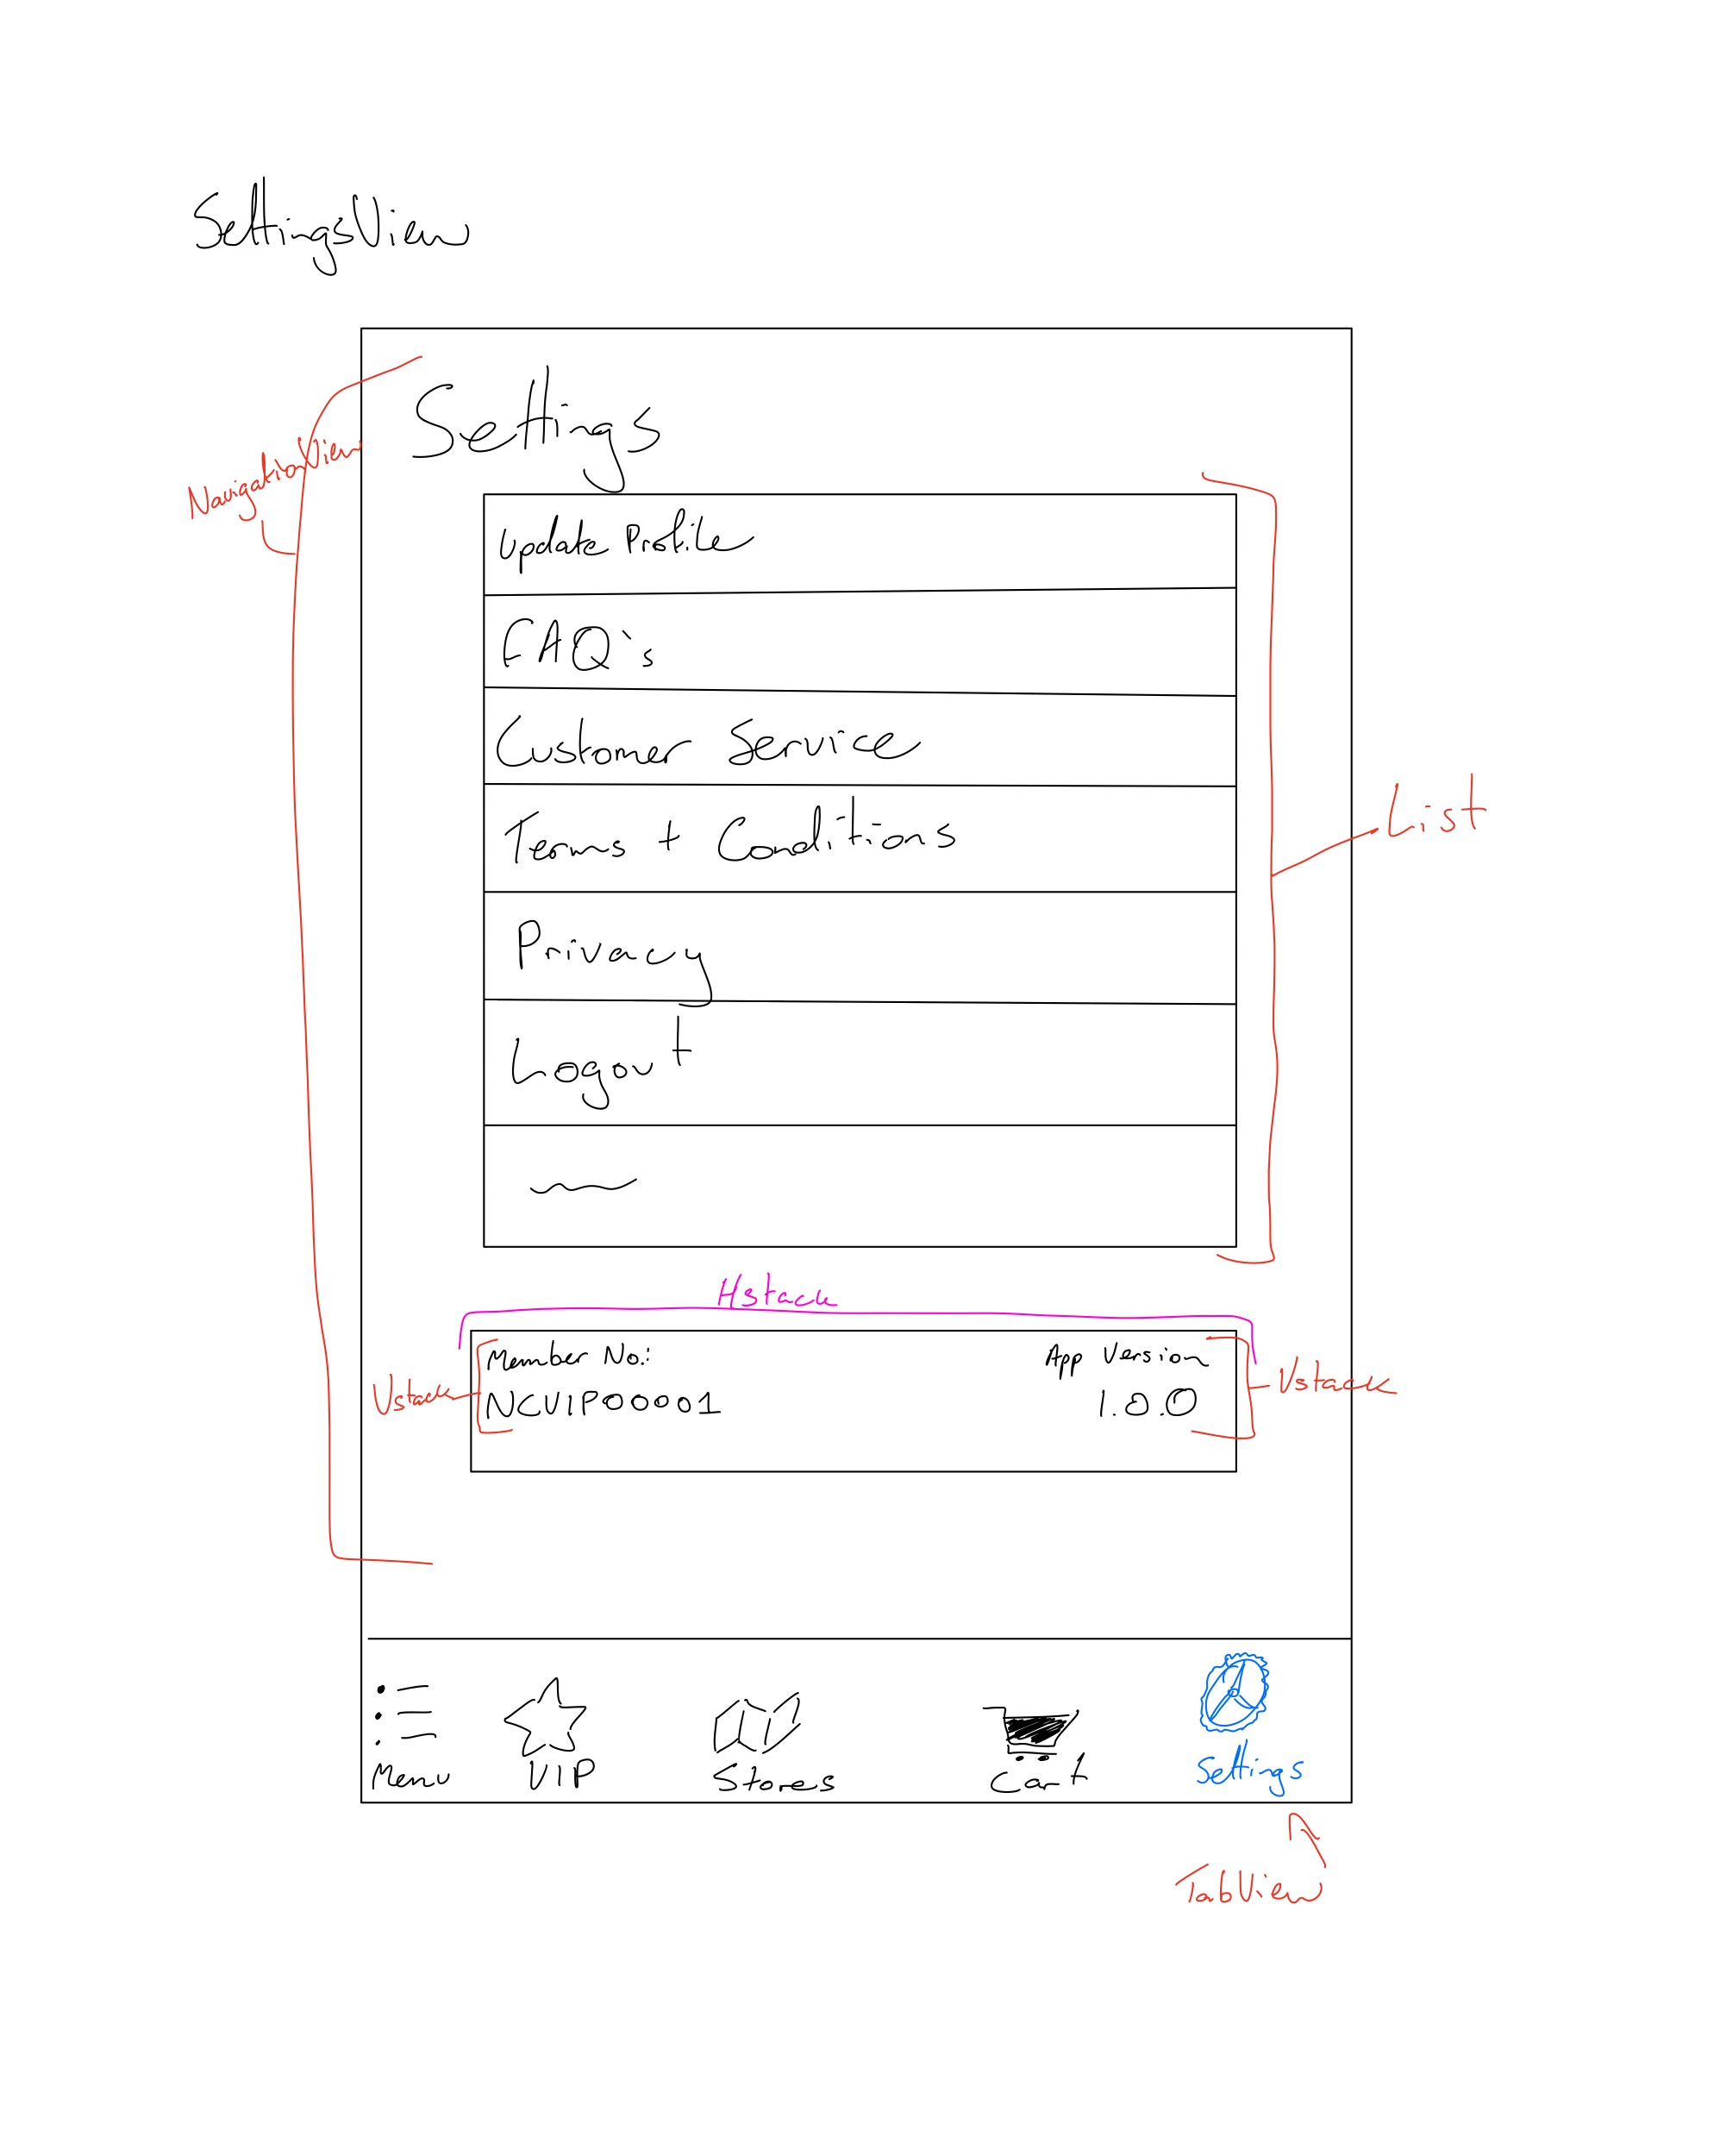 SettingsView
Settings
NavigationView
Update Profile
FAQ's
Customer Service
Terms + Conditions
List
Privacy
Logout
Hstack
Member No.: App Version
Vstack NCVIP00001 1.0.0 Vstack
Menu VIP Stores Cart Settings
TabView